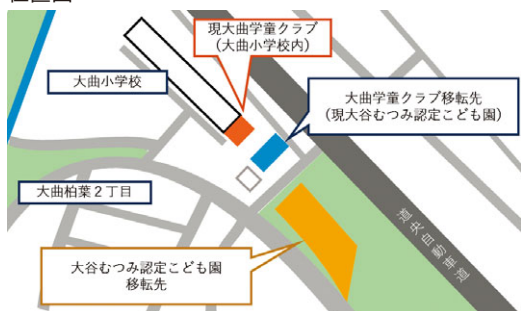 現大曲学童クラブ
（大曲小学校内）
大曲小学校
大曲学童クラブ移転先
（現大谷むつみ認定こども園）
大曲柏葉２丁目
道央自動車道
大谷むつみ認定こども園
移転先